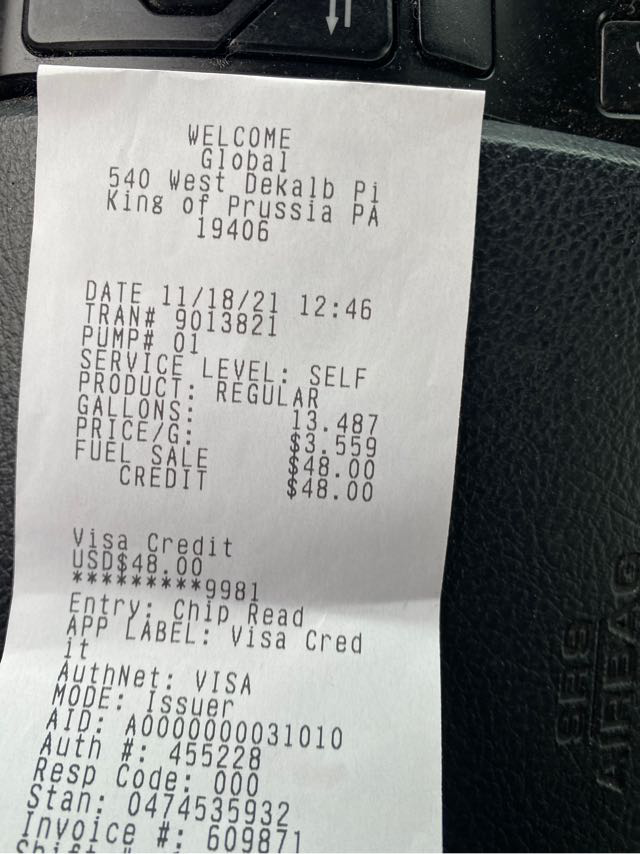 WELCOME
Global
540 West Dekalb Pi
King of Prussia PA
19406
DATE 11/18/21 12:46
TRAN# 9013821
PUMP# 01
SERVICE LEVEL: SELF
PRODUCT: REGULAR
GALLONS: 13.487
PRICE/G: $3.559
FUEL SALE $48.00
CREDIT $48.00
Visa Credit
USD$48.00
*********9981
Entry: Chip Read
APP LABEL: Visa Cred
it
AuthNet: VISA
MODE: Issuer
AID: A0000000031010
Auth #: 455228
Resp Code: 000
Stan: 0474535932
Invoice #: 609871
SRS
AIRBAG